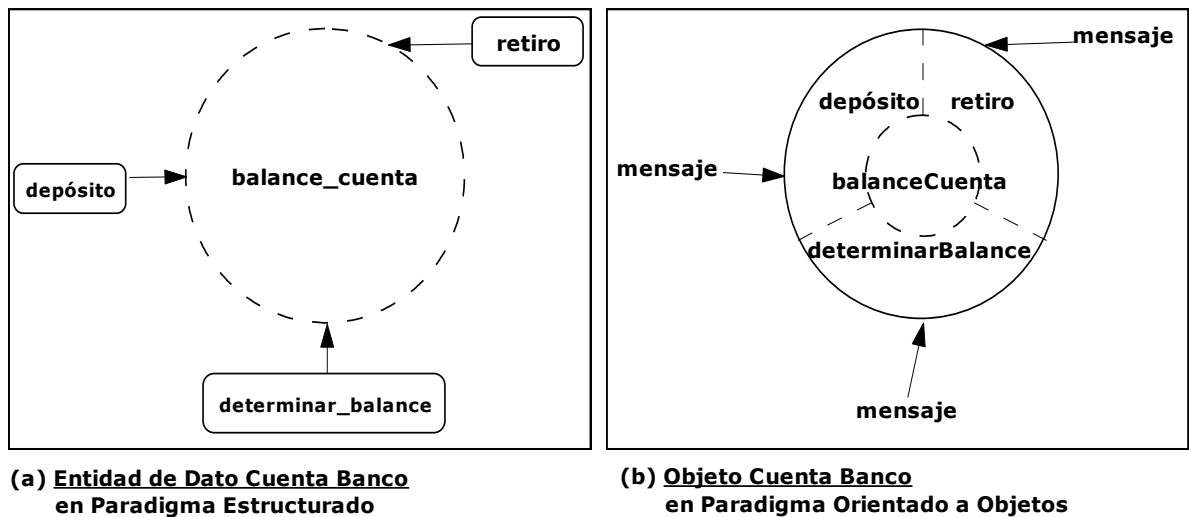 retiro
depósito
balance_cuenta
determinar_balance
(a) Entidad de Dato Cuenta Banco
en Paradigma Estructurado
mensaje
depósito
retiro
mensaje
balanceCuenta
determinarBalance
mensaje
(b) Objeto Cuenta Banco
en Paradigma Orientado a Objetos